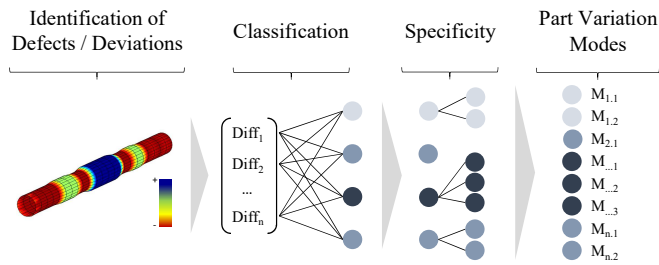 Identification of
Defects / Deviations
Classification
Specificity
Part Variation
Modes
+
-
Diff1
Diff2
...
Diffn
M1.1
M1.2
M2.1
M...1
M...2
M...3
Mn.1
Mn.2